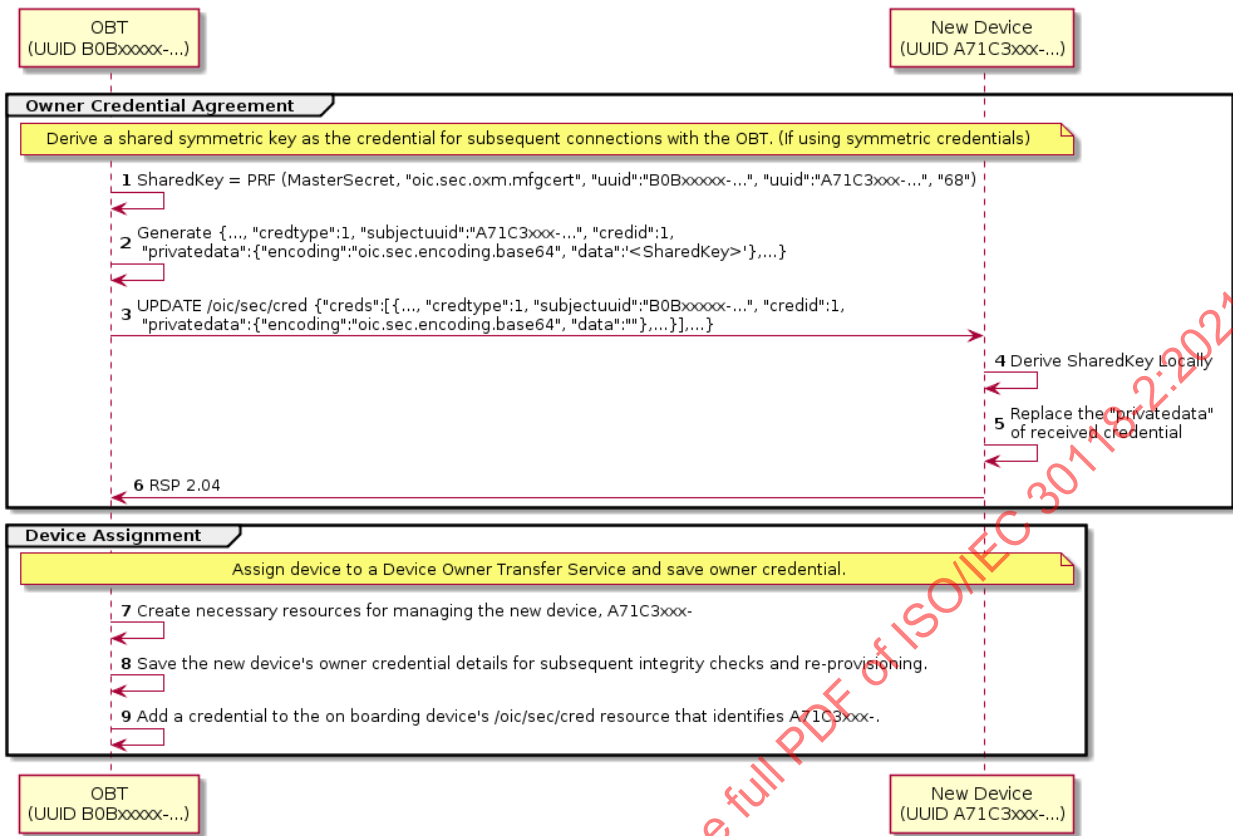 OBT
(UUID B0Bxxxxx-...)
New Device
(UUID A71C3xxx-...)
Owner Credential Agreement
Derive a shared symmetric key as the credential for subsequent connections with the OBT. (If using symmetric credentials)
1 SharedKey = PRF (MasterSecret, "oic.sec.oxm.mfgcert", "uuid":"B0Bxxxxx-...", "uuid":"A71C3xxx-...", "68")
2 Generate {..., "credtype":1, "subjectuuid":"A71C3xxx-...", "credid":1,
"privatedata":{"encoding":"oic.sec.encoding.base64", "data":'<SharedKey>'},...}
3 UPDATE /oic/sec/cred {"creds":[{..., "credtype":1, "subjectuuid":"B0Bxxxxx-...", "credid":1,
"privatedata":{"encoding":"oic.sec.encoding.base64", "data":""},...}],...}
4 Derive SharedKey Locally
5 Replace the "privatedata"
of received credential
6 RSP 2.04
Device Assignment
Assign device to a Device Owner Transfer Service and save owner credential.
7 Create necessary resources for managing the new device, A71C3xxx-
8 Save the new device's owner credential details for subsequent integrity checks and re-provisioning.
9 Add a credential to the on boarding device's /oic/sec/cred resource that identifies A71C3xxx-.
OBT
(UUID B0Bxxxxx-...)
New Device
(UUID A71C3xxx-...)
e full PDF of ISO/IEC 30118-2:2021